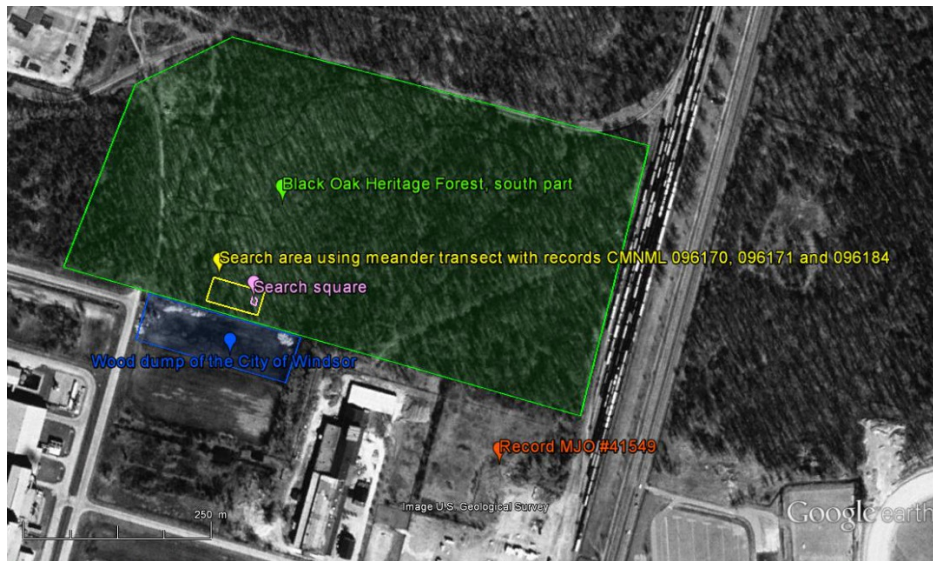 Black Oak Heritage Forest, south part
Search area using meander transect with records CMNML 096170, 096171 and 096184
Search square
Wood dump of the City of Windsor
Record MJO #41549
250 m
Image U.S. Geological Survey
Google earth